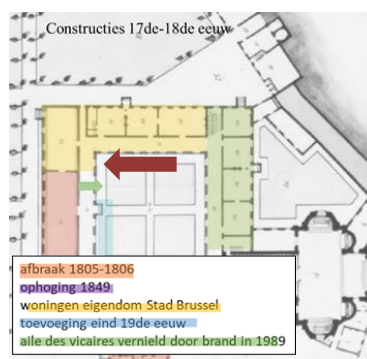 Constructies 17de-18de eeuw
afbraak 1805-1806
ophoging 1849
woningen eigendom Stad Brussel
toevoeging eind 19de eeuw
aile des vicaires vernield door brand in 1989